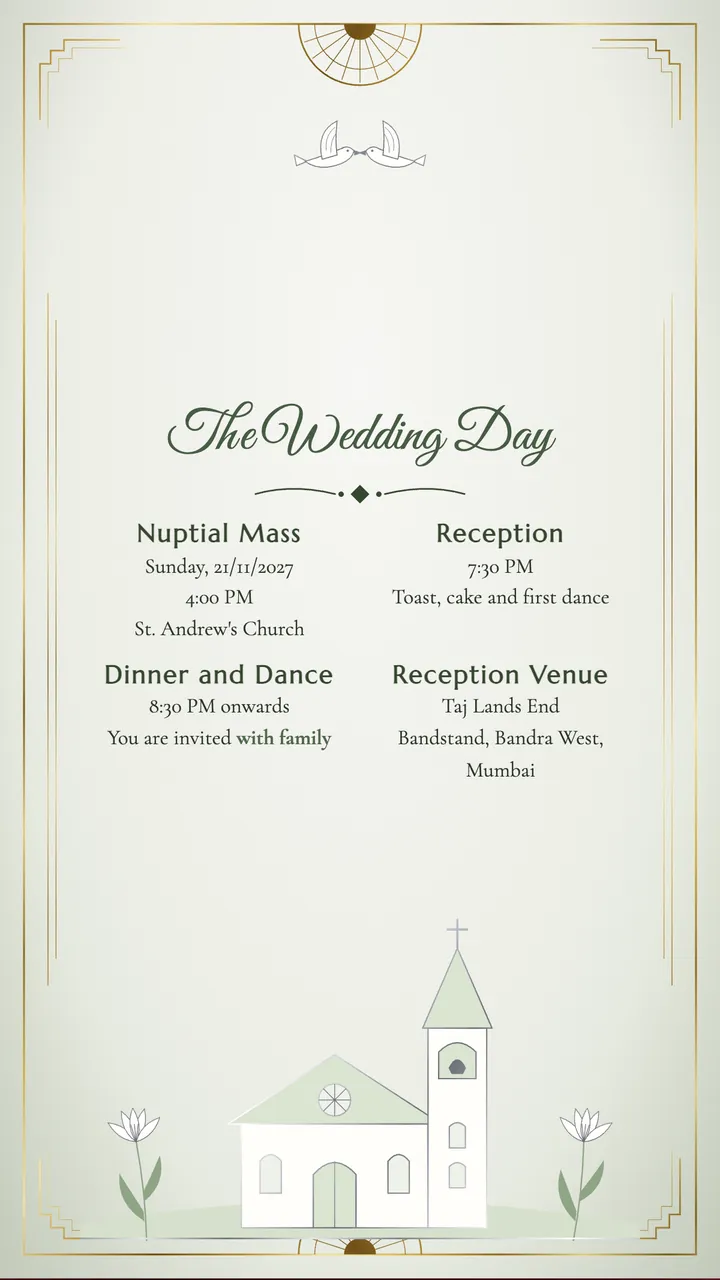 The Wedding Day
Nuptial Mass
Sunday, 21/11/2027
4:00 PM
St. Andrew's Church
Reception
7:30 PM
Toast, cake and first dance
Dinner and Dance
8:30 PM onwards
You are invited with family
Reception Venue
Taj Lands End
Bandstand, Bandra West,
Mumbai